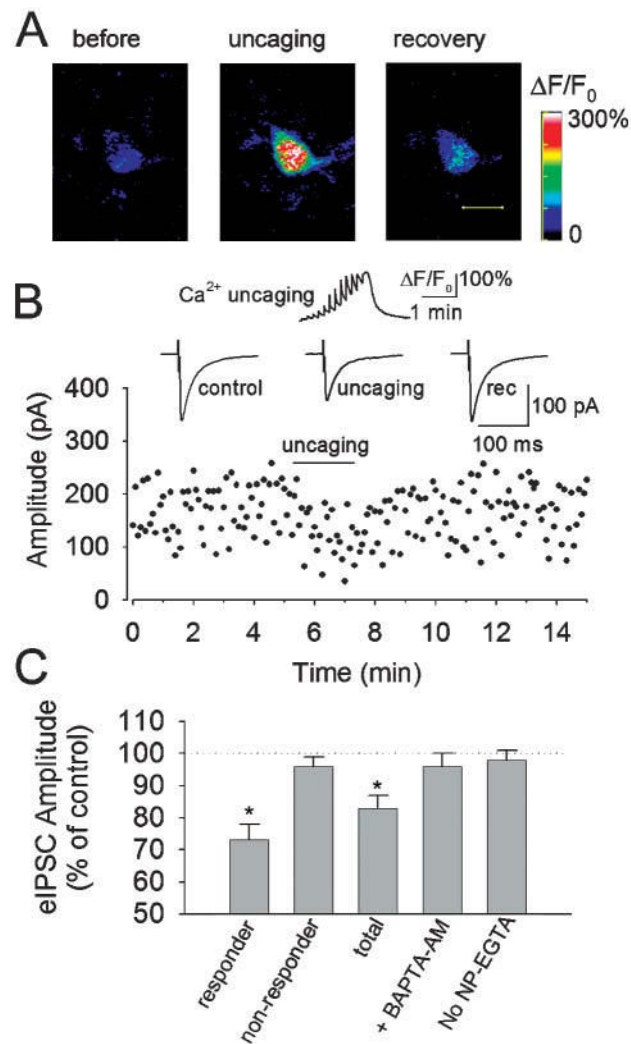 A
before uncaging recovery
ΔF/F0
300%
0
B
Ca2+ uncaging
ΔF/F0
100%
1 min
control
uncaging
rec
100 pA
100 ms
uncaging
Amplitude (pA)
400
300
200
100
0
0 2 4 6 8 10 12 14
Time (min)
C
eIPSC Amplitude
(% of control)
110
100
90
80
70
60
50
*
*
responder
non-responder
total
+ BAPTA-AM
No NP-EGTA